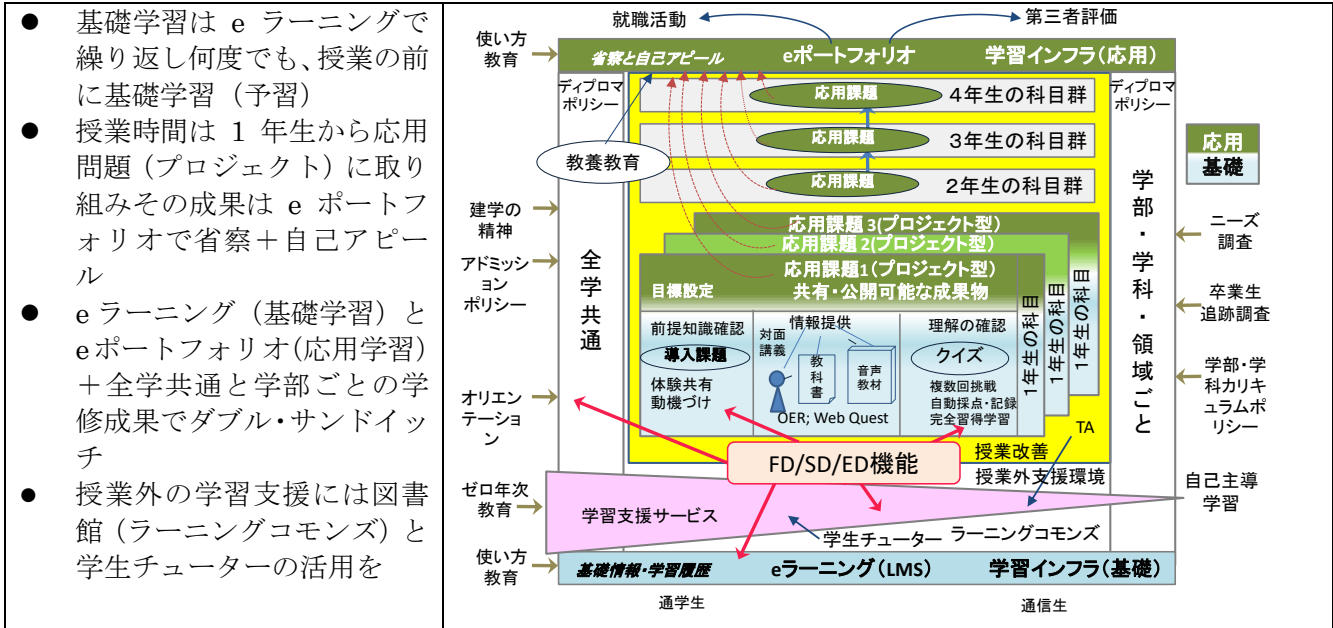 ● 基礎学習は e ラーニングで
繰り返し何度でも、授業の前
に基礎学習（予習）
● 授業時間は 1 年生から応用
問題（プロジェクト）に取り
組みその成果は e ポートフ
ォリオで省察＋自己アピー
ル
● e ラーニング（基礎学習）と
e ポートフォリオ（応用学習）
＋全学共通と学部ごとの学
修成果でダブル・サンドイッ
チ
● 授業外の学習支援には図書
館（ラーニングコモンズ）と
学生チューターの活用を
就職活動
第三者評価
使い方
教育
省察と自己アピール
eポートフォリオ
学習インフラ（応用）
ディプロマ
ポリシー
ディプロマ
ポリシー
応用課題
4年生の科目群
応用課題
3年生の科目群
応用課題
2年生の科目群
教養教育
応用
基礎
建学の
精神
アドミッシ
ョン
ポリシー
オリエン
テーショ
ン
全学共通
学部・学科・領域ごと
ニーズ
調査
卒業生
追跡調査
学部・学
科カリキ
ュラムポ
リシー
応用課題 3(プロジェクト型)
応用課題 2(プロジェクト型)
応用課題1(プロジェクト型)
目標設定
共有・公開可能な成果物
1年生の科目
1年生の科目
1年生の科目
前提知識確認
導入課題
体験共有
動機づけ
情報提供
対面
講義
教科書
音声
教材
OER; Web Quest
理解の確認
クイズ
複数回挑戦
自動採点・記録
完全習得学習
TA
FD/SD/ED機能
授業改善
授業外支援環境
ゼロ年次
教育
学習支援サービス
学生チューター
ラーニングコモンズ
自己主導
学習
使い方
教育
基礎情報・学習履歴
eラーニング（LMS）
学習インフラ（基礎）
通学生
通信生